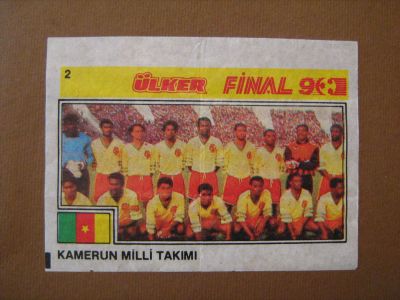 2
ÜLKER FİNAL 90
KAMERUN MİLLİ TAKIMI